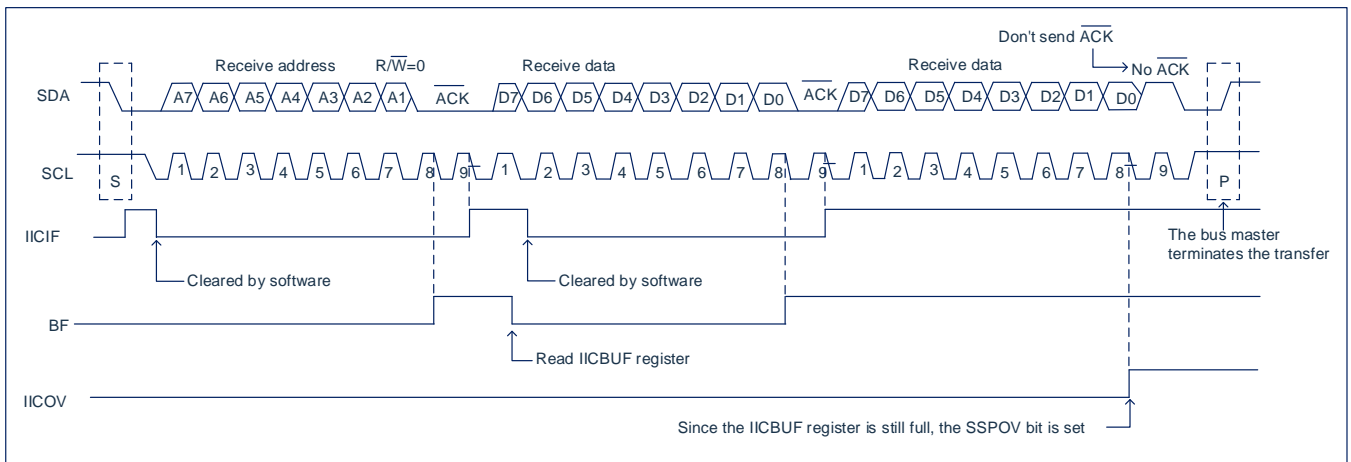 Don't send ACK
Receive address R/W=0 Receive data Receive data No ACK
SDA A7 A6 A5 A4 A3 A2 A1 ACK D7 D6 D5 D4 D3 D2 D1 D0 ACK D7 D6 D5 D4 D3 D2 D1 D0
SCL S 1 2 3 4 5 6 7 8 9 1 2 3 4 5 6 7 8 9 1 2 3 4 5 6 7 8 9 P
IICIF
The bus master
terminates the transfer
Cleared by software Cleared by software
BF
Read IICBUF register
IICOV
Since the IICBUF register is still full, the SSPOV bit is set